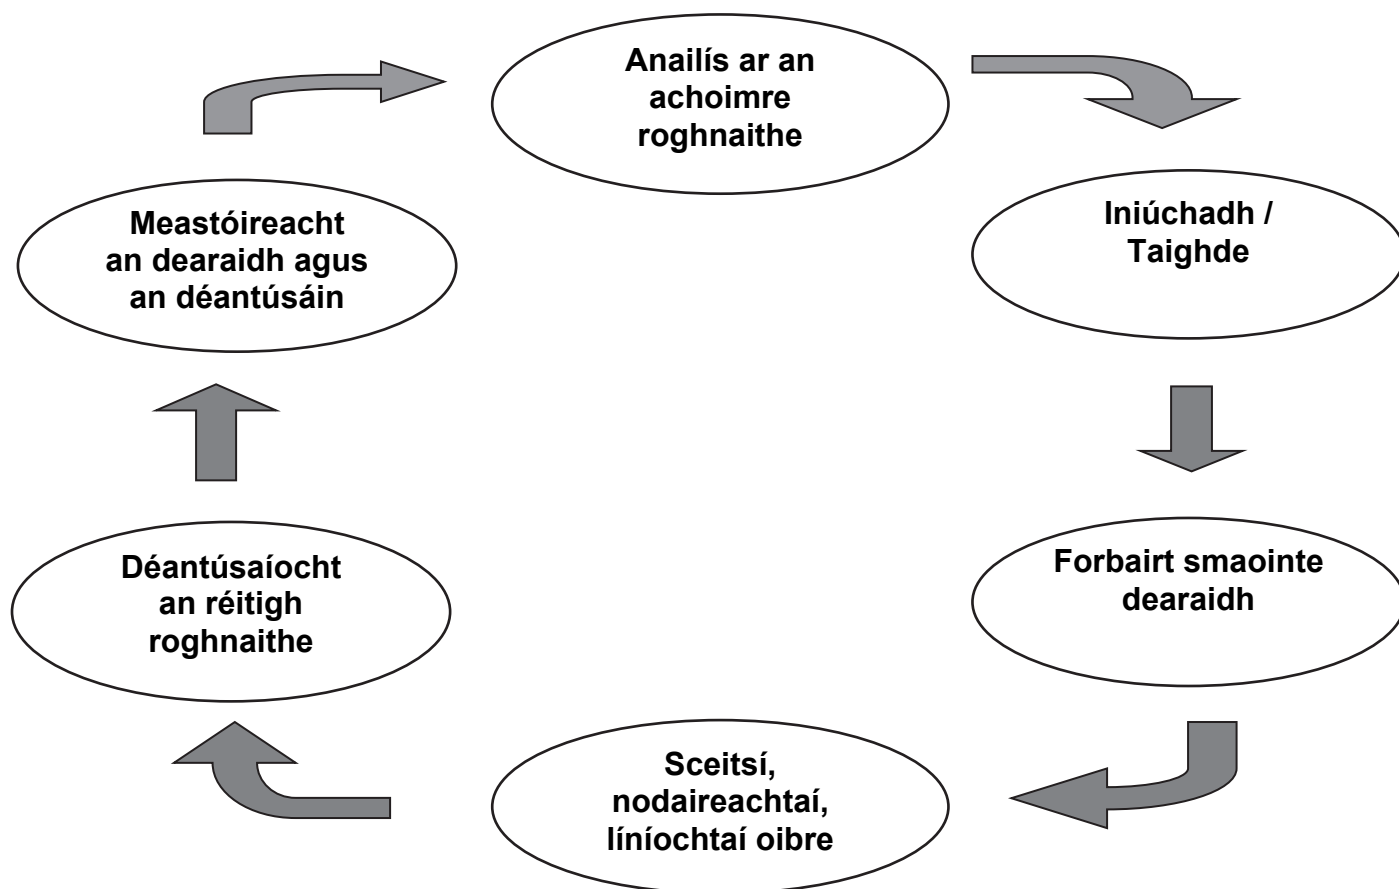 Anailís ar an
achoimre
roghnaithe
Iniúchadh /
Taighde
Forbairt smaointe
dearaidh
Sceitsí,
nodaireachtaí,
líníochtaí oibre
Déantúsaíocht
an réitigh
roghnaithe
Meastóireacht
an dearaidh agus
an déantúsáin